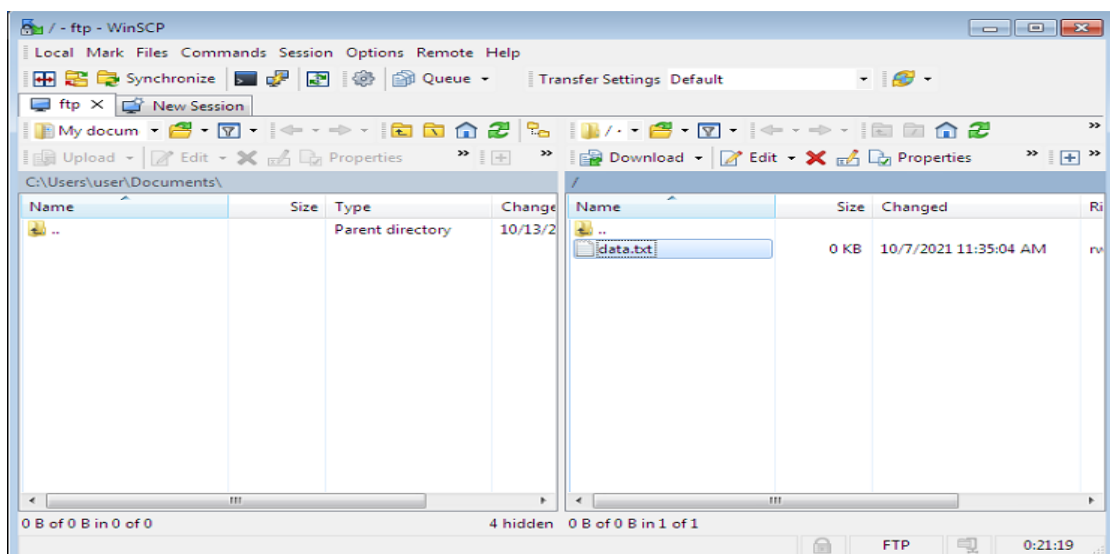 / - ftp - WinSCP
Local Mark Files Commands Session Options Remote Help
Synchronize Queue Transfer Settings Default
ftp New Session
My docum / ·
Upload Edit Properties Download Edit Properties
C:\Users\user\Documents\ /
Name Size Type Change Name Size Changed Ri
.. Parent directory 10/13/2 ..
data.txt 0 KB 10/7/2021 11:35:04 AM rw
0 B of 0 B in 0 of 0 4 hidden 0 B of 0 B in 1 of 1
FTP 0:21:19